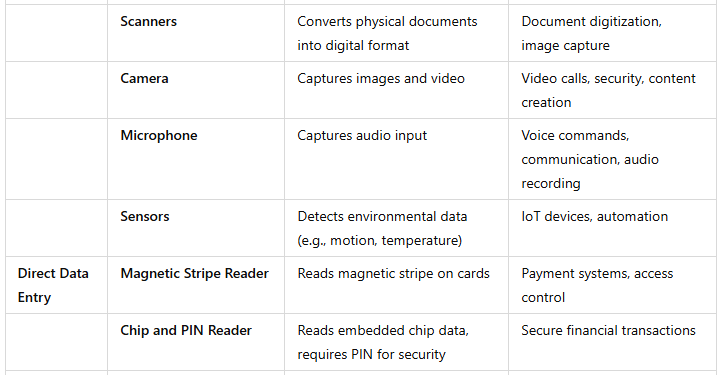 Scanners
Converts physical documents
into digital format
Document digitization,
image capture
Camera
Captures images and video
Video calls, security, content
creation
Microphone
Captures audio input
Voice commands,
communication, audio
recording
Sensors
Detects environmental data
(e.g., motion, temperature)
IoT devices, automation
Direct Data
Entry
Magnetic Stripe Reader
Reads magnetic stripe on cards
Payment systems, access
control
Chip and PIN Reader
Reads embedded chip data,
requires PIN for security
Secure financial transactions